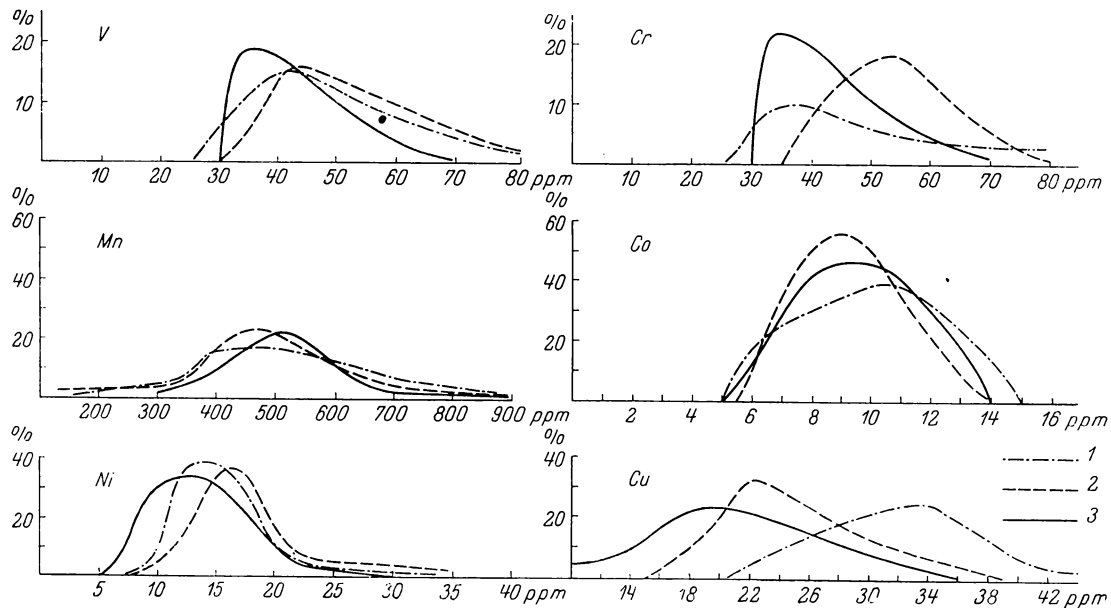 % %
V Cr
20 20
10 10
10 20 30 40 50 60 70 80 ppm 10 20 30 40 50 60 70 80 ppm
% %
60 60
Mn Co
40 40
20 20
200 300 400 500 600 700 800 900 ppm 2 4 6 8 10 12 14 16 ppm
% %
40 40
Ni Cu 1
2
20 20 3
5 10 15 20 25 30 35 40 ppm 14 18 22 26 30 34 38 42 ppm